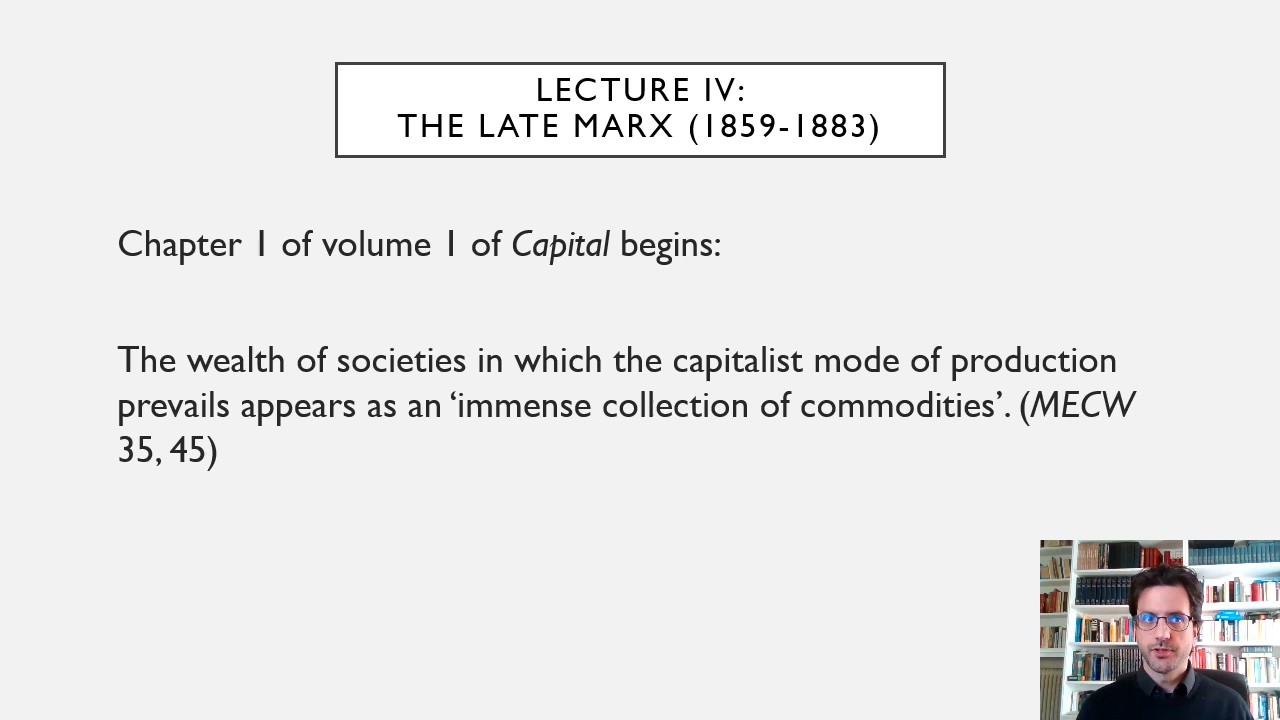 LECTURE IV:
THE LATE MARX (1859-1883)
Chapter 1 of volume 1 of Capital begins:
The wealth of societies in which the capitalist mode of production
prevails appears as an ‘immense collection of commodities’. (MECW
35, 45)